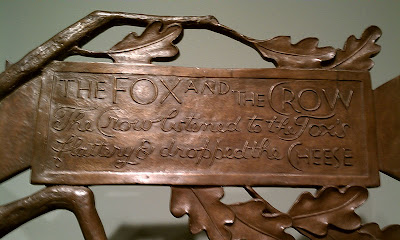 THE FOX AND THE CROW
The Crow listened to the Fox's
flattery & dropped the CHEESE